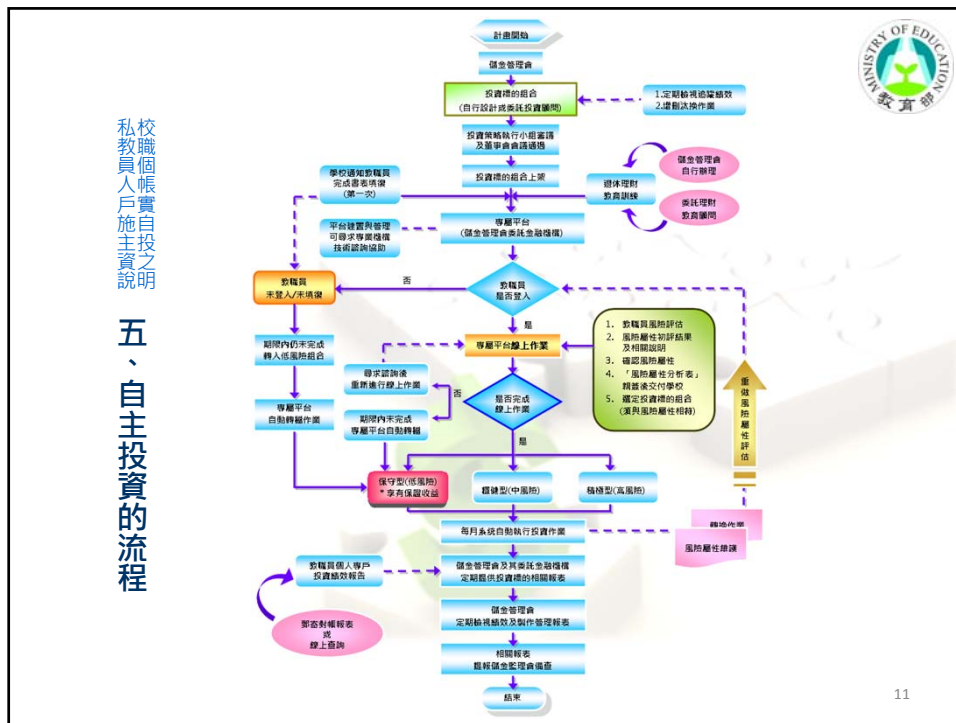 私校
教職
員個
人帳
戶實
施自
主投
資之
說明
五、自主投資的流程
MINISTRY OF EDUCATION
教育部
計畫開始
儲金管理會
投資標的組合
(自行設計或委託投資顧問)
1.定期檢視追蹤績效
2.增刪汰換作業
投資策略執行小組審議
及董事會會議通過
投資標的組合上架
學校通知教職員
完成書表填復
(第一次)
退休理財
教育訓練
儲金管理會
自行辦理
委託理財
教育顧問
平台建置與管理
可尋求專業機構
技術諮詢協助
專屬平台
(儲金管理會委託金融機構)
教職員
未登入/未填復
否
教職員
是否登入
是
期限內仍未完成
轉入低風險組合
專屬平台線上作業
1. 教職員風險評估
2. 風險屬性初評結果
及相關說明
3. 確認風險屬性
4. 「風險屬性分析表」
親簽後交付學校
5. 選定投資標的組合
(須與風險屬性相符)
重做風險屬性評估
尋求諮詢後
重新進行線上作業
否
是否完成
線上作業
專屬平台
自動轉軌作業
期限內未完成
專屬平台自動轉軌
是
保守型(低風險)
*享有保證收益
穩健型(中風險)
積極型(高風險)
每月系統自動執行投資作業
轉換作業
風險屬性辯護
教職員個人專戶
投資績效報告
儲金管理會及其委託金融機構
定期提供投資標的相關報表
郵寄對帳報表
或
線上查詢
儲金管理會
定期檢視績效及製作管理報表
相關報表
提報儲金監理會備查
結束
11